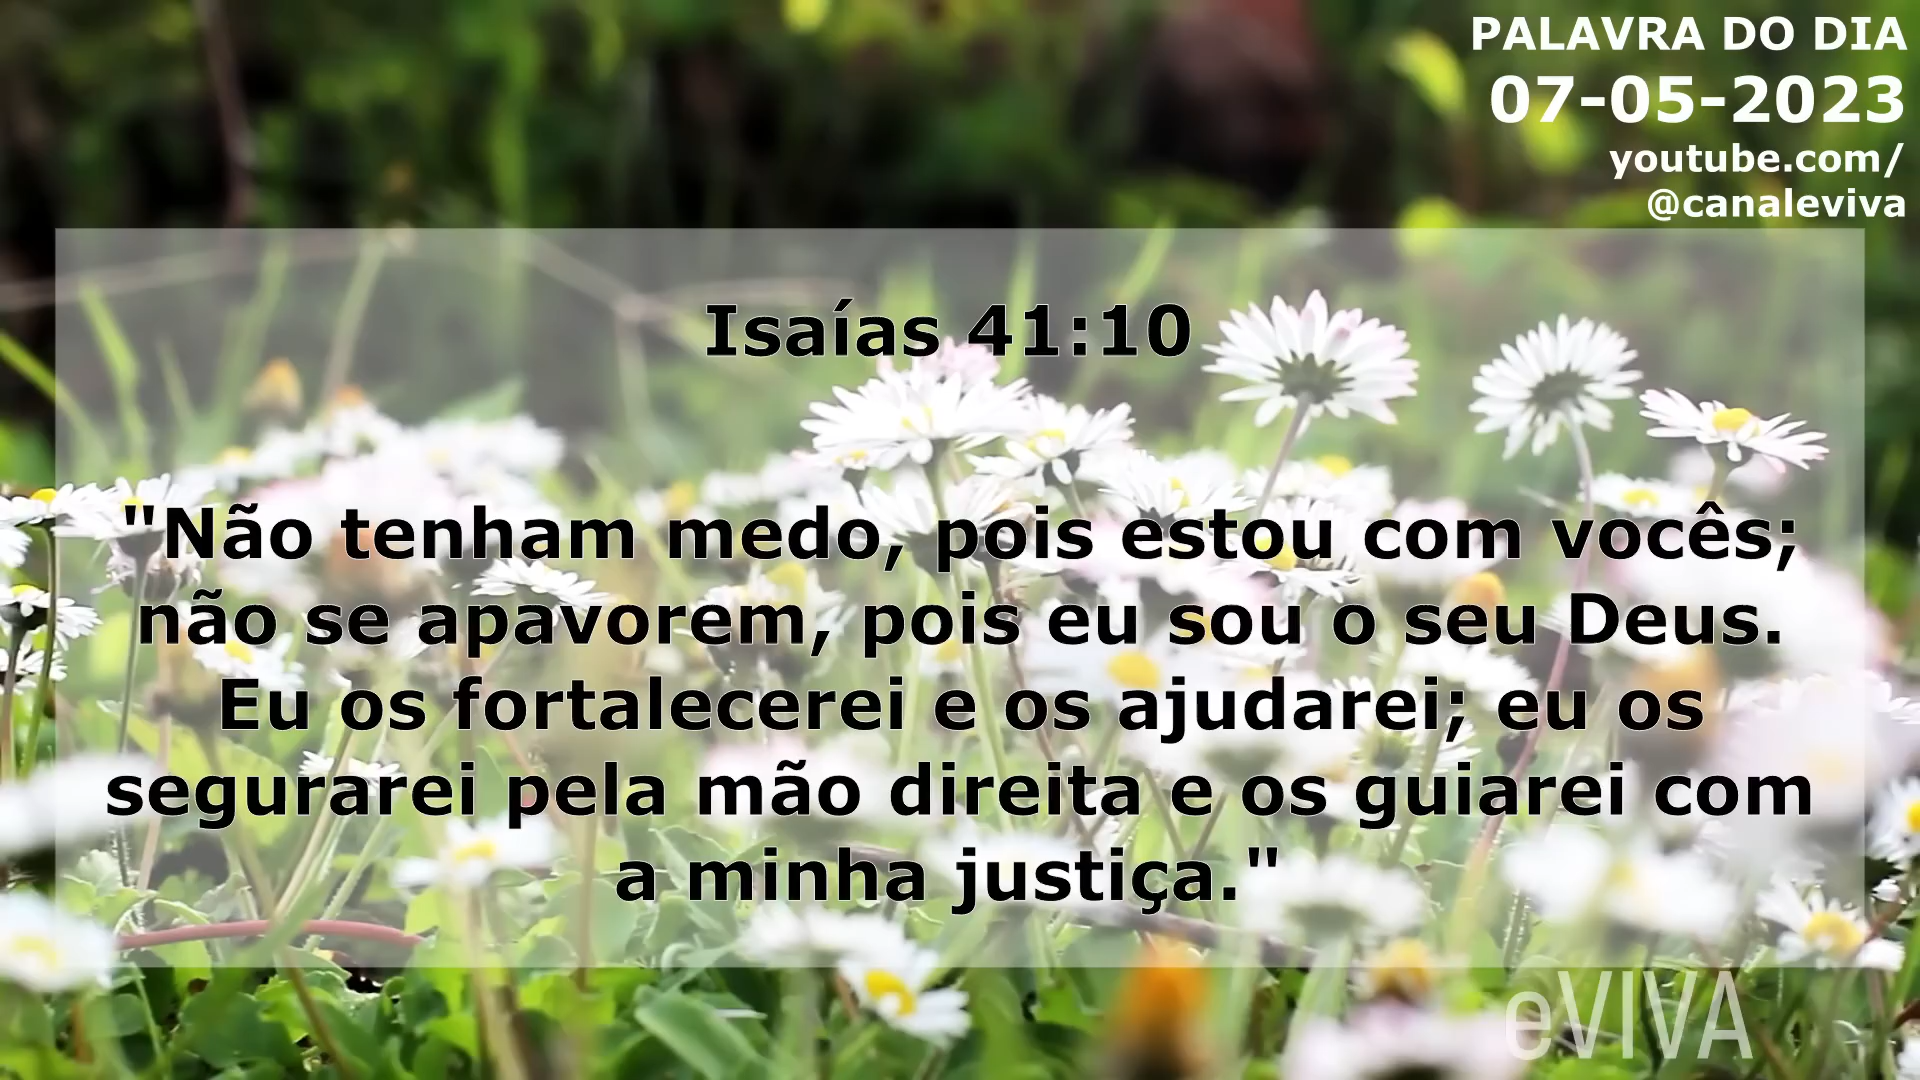 PALAVRA DO DIA
07-05-2023
youtube.com/
@canaleviva
Isaías 41:10
"Não tenham medo, pois estou com vocês;
não se apavorem, pois eu sou o seu Deus.
Eu os fortalecerei e os ajudarei; eu os
segurarei pela mão direita e os guiarei com
a minha justiça."
eVIVA